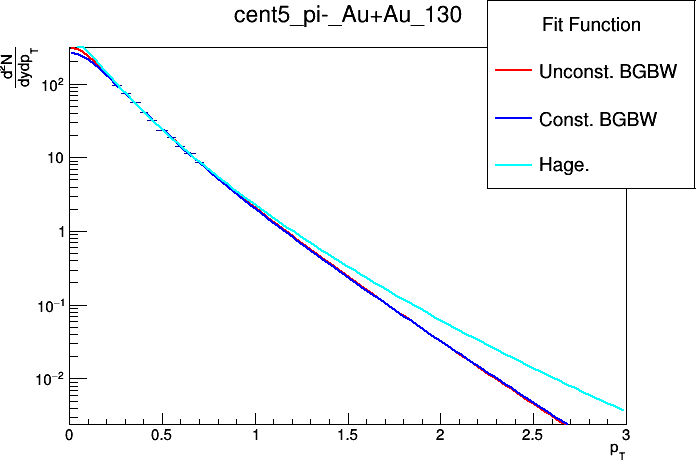 cent5_pi-_Au+Au_130
Fit Function
Unconst. BGBW
Const. BGBW
Hage.
d²N
dydp_T
10²
10
1
10⁻¹
10⁻²
0 0.5 1 1.5 2 2.5 3
p_T